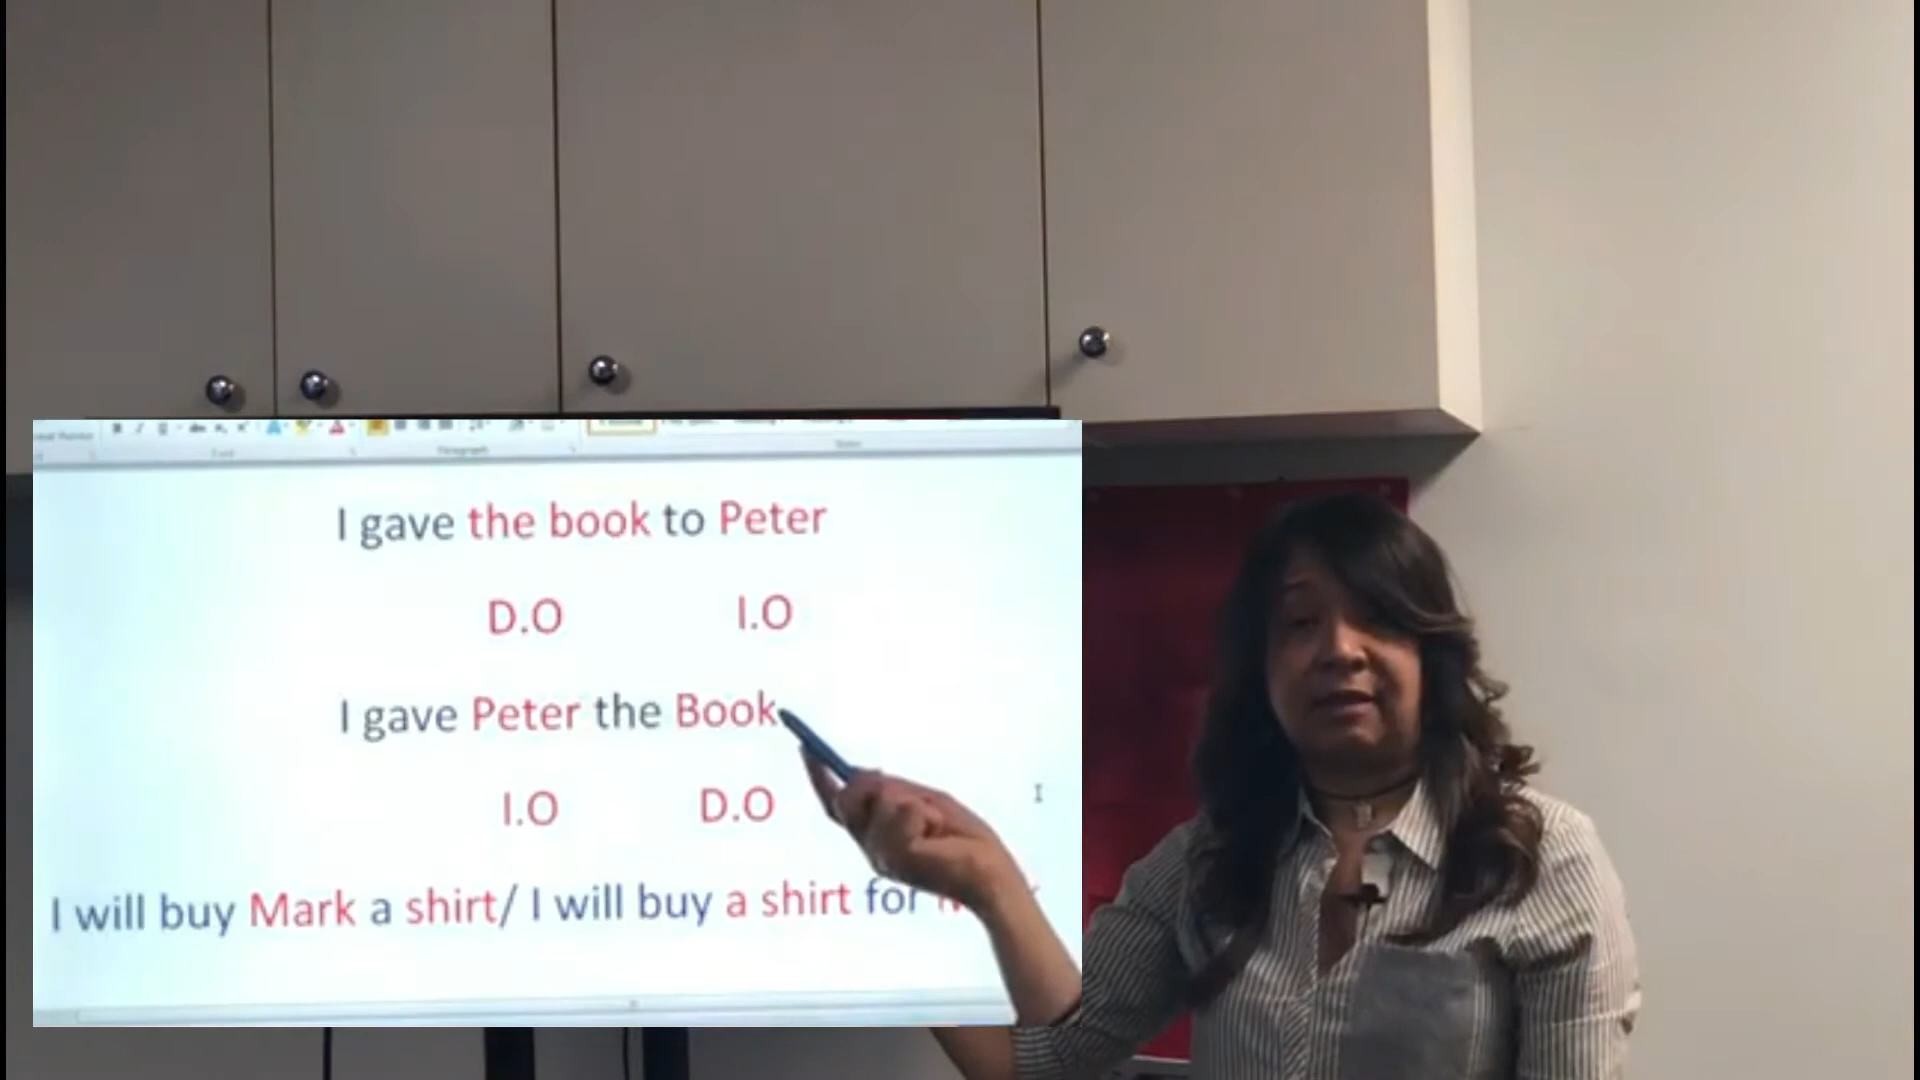 I gave the book to Peter
D.O I.O
I gave Peter the Book
I.O D.O
I will buy Mark a shirt/ I will buy a shirt for